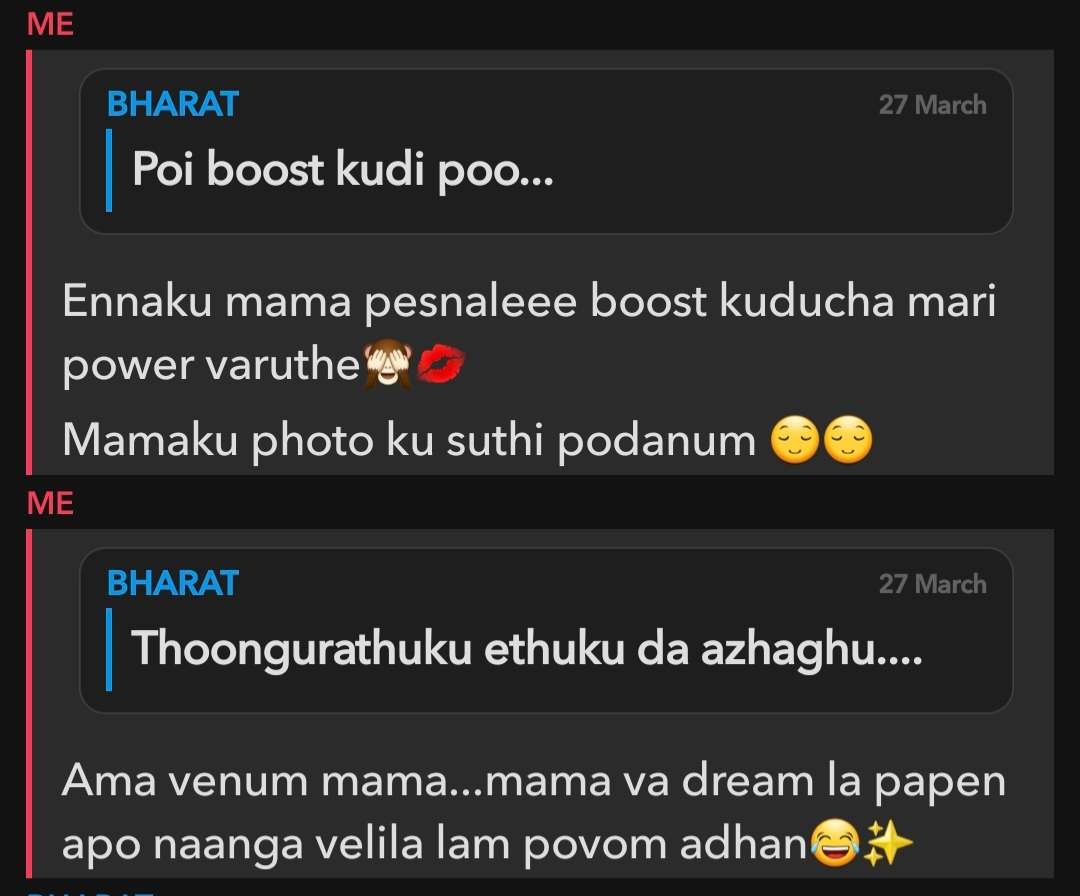 ME
BHARAT 27 March
Poi boost kudi poo...
Ennaku mama pesnaleee boost kuducha mari
power varuthe🙈💋
Mamaku photo ku suthi podanum 😌😌
ME
BHARAT 27 March
Thoongurathuku ethuku da azhaghu....
Ama venum mama...mama va dream la papen
apo naanga velila lam povom adhan😂✨